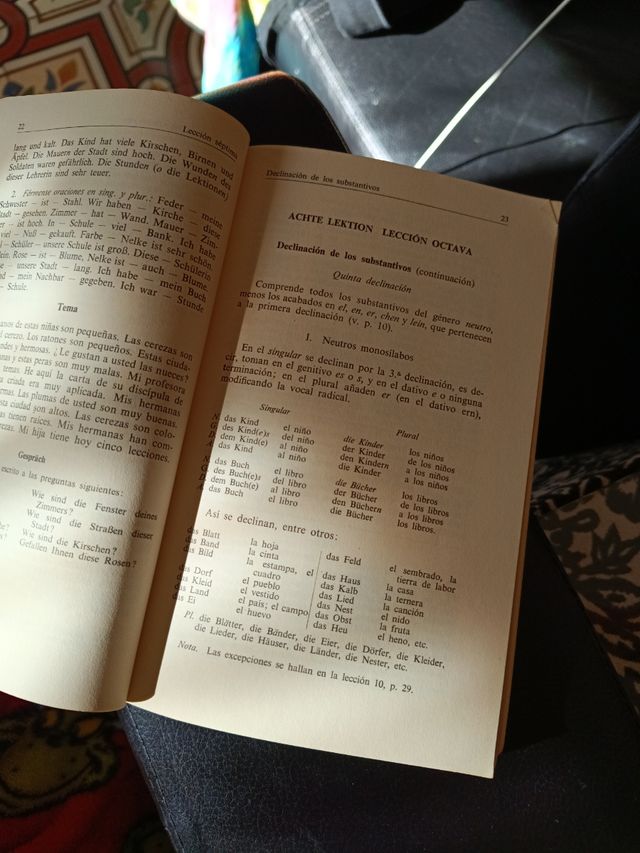 22
Lección séptima
lang und kalt. Das Kind hat viele Kirschen, Birnen und
Äpfel. Die Mauern der Stadt sind hoch. Die Wunden des
Soldaten waren gefährlich. Die Stunden (o die Lektionen)
dieser Lehrerin sind sehr teuer.
2. Fórmense oraciones en sing. y plur.: Feder — meine
Schwester — ist — Stahl. Wir haben — Kirche — diese
— gesehen. Zimmer — hat — Wand. Mauer — Zim-
— ist hoch. In — Schule — viel — Bank. Ich habe
— viel — Nuß — gekauft. Farbe — Nelke ist sehr schön.
— Schüler — unsere Schule ist groß. Diese — Schülerin
Rose — ist — Blume, Nelke ist — auch — Blume.
— unsere Stadt — lang. Ich habe — mein Buch
— mein Nachbar — gegeben. Ich war — Stunde
— Schule.
Tema
manos de estas niñas son pequeñas. Las cerezas son
cerezo. Los ratones son pequeños. Estas ciuda-
y hermosas. ¿Le gustan a usted las nueces?
y estas peras son muy malas. Mi profesora
temas. He aquí la carta de su discípula de
criada era muy aplicada. Mis hermanas
Las plumas de usted son muy buenas.
esta ciudad son altas. Las cerezas son colo-
tienen raíces. Mis hermanas han com-
Mi hija tiene hoy cinco lecciones.
Gespräch
escrito a las preguntas siguientes:
Wie sind die Fenster deines
Zimmers?
Wie sind die Straßen dieser
Stadt?
Wie sind die Kirschen?
Gefallen Ihnen diese Rosen?
Declinación de los substantivos
23
ACHTE LEKTION LECCIÓN OCTAVA
Declinación de los substantivos (continuación)
Quinta declinación
Comprende todos los substantivos del género neutro,
menos los acabados en el, en, er, chen y lein, que pertenecen
a la primera declinación (v. p. 10).
I. Neutros monosílabos
En el singular se declinan por la 3.ª declinación, es de-
cir, toman en el genitivo es o s, y en el dativo e o ninguna
determinación; en el plural añaden er (en el dativo ern),
modificando la vocal radical.
Singular Plural
N. das Kind el niño die Kinder los niños
G. des Kind(e)s del niño der Kinder de los niños
D. dem Kind(e) al niño den Kindern a los niños
A. das Kind al niño die Kinder a los niños
N. das Buch el libro die Bücher los libros
G. des Buch(e)s del libro der Bücher de los libros
D. dem Buch(e) al libro den Büchern a los libros
A. das Buch el libro die Bücher los libros.
Así se declinan, entre otros:
das Blatt la hoja das Feld el sembrado, la
das Band la cinta tierra de labor
das Bild la estampa, el das Haus la casa
cuadro das Kalb la ternera
das Dorf el pueblo das Lied la canción
das Kleid el vestido das Nest el nido
das Land el país; el campo das Obst la fruta
das Ei el huevo das Heu el heno, etc.
Pl. die Blätter, die Bänder, die Eier, die Dörfer, die Kleider,
die Lieder, die Häuser, die Länder, die Nester, etc.
Nota. Las excepciones se hallan en la lección 10, p. 29.